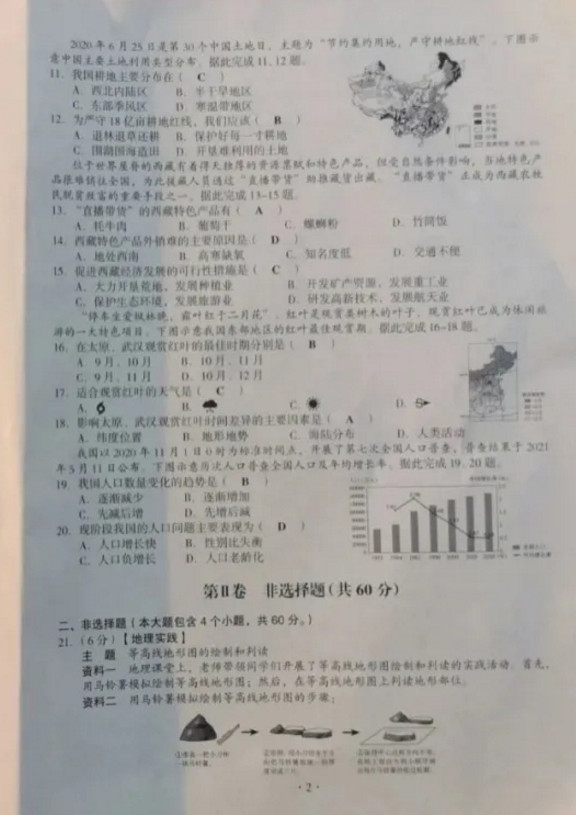 2020年6月25日是第30个中国土地日，主题为“节约集约用地，严守耕地红线”。下图示
意中国主要土地利用类型分布。据此完成11、12题。
11. 我国耕地主要分布在（ C ）
A. 西北内陆区 B. 半干旱地区
C. 东部季风区 D. 寒温带地区
12. 为严守18亿亩耕地红线，我们应该（ B ）
A. 退林退草还耕 B. 保护好每一寸耕地
C. 围湖围海造田 D. 开垦难利用的土地
位于世界屋脊的西藏有着得天独厚的资源禀赋和特色产品，但受自然条件影响，当地特色产
品很难销往全国，为此援藏人员通过“直播带货”助推藏货出藏。“直播带货”正成为西藏农牧
民脱贫致富的重要手段之一。据此完成13~15题。
13. “直播带货”的西藏特色产品有（ A ）
A. 牦牛肉 B. 葡萄干 C. 螺蛳粉 D. 竹筒饭
14. 西藏特色产品外销难的主要原因是（ D ）
A. 地处西南 B. 高寒缺氧 C. 知名度低 D. 交通不便
15. 促进西藏经济发展的可行性措施是（ C ）
A. 大力开垦荒地，发展种植业 B. 开发矿产资源，发展重工业
C. 保护生态环境，发展旅游业 D. 研发高新技术，发展航天业
“停车坐爱枫林晚，霜叶红于二月花”。红叶是观赏某树木的叶子，观赏红叶已成为休闲旅
游的一大特色项目。下图示意我国东部地区的红叶最佳观赏期。据此完成16~18题。
16. 在太原、武汉观赏红叶的最佳时期分别是（ B ）
A. 9月、10月 B. 10月、11月
C. 9月、11月 D. 10月、12月
17. 适合观赏红叶的天气是（ C ）
A. B. C. D.
18. 影响太原、武汉观赏红叶时间差异的主要因素是（ A ）
A. 纬度位置 B. 地形地势 C. 海陆分布 D. 人类活动
我国以2020年11月1日0时为标准时间点，开展了第七次全国人口普查，普查结果于2021
年5月11日公布。下图示意历次人口普查全国人口及年均增长率。据此完成19、20题。
19. 我国人口数量变化的趋势是（ B ）
A. 逐渐减少 B. 逐渐增加
C. 先减后增 D. 先增后减
20. 现阶段我国的人口问题主要表现为（ D ）
A. 人口增长快 B. 性别比失衡
C. 人口负增长 D. 人口老龄化
第Ⅱ卷 非选择题（共60分）
二、非选择题（本大题包含4个小题，共60分。）
21.（6分）【地理实践】
主 题 等高线地形图的绘制和判读
资料一 地理课堂上，老师带领同学们开展了等高线地形图绘制和判读的实践活动。首先，
用马铃薯模拟绘制等高线地形图；然后，在等高线地形图上判读地形部位。
资料二 用马铃薯模拟绘制等高线地形图的步骤：
·2·